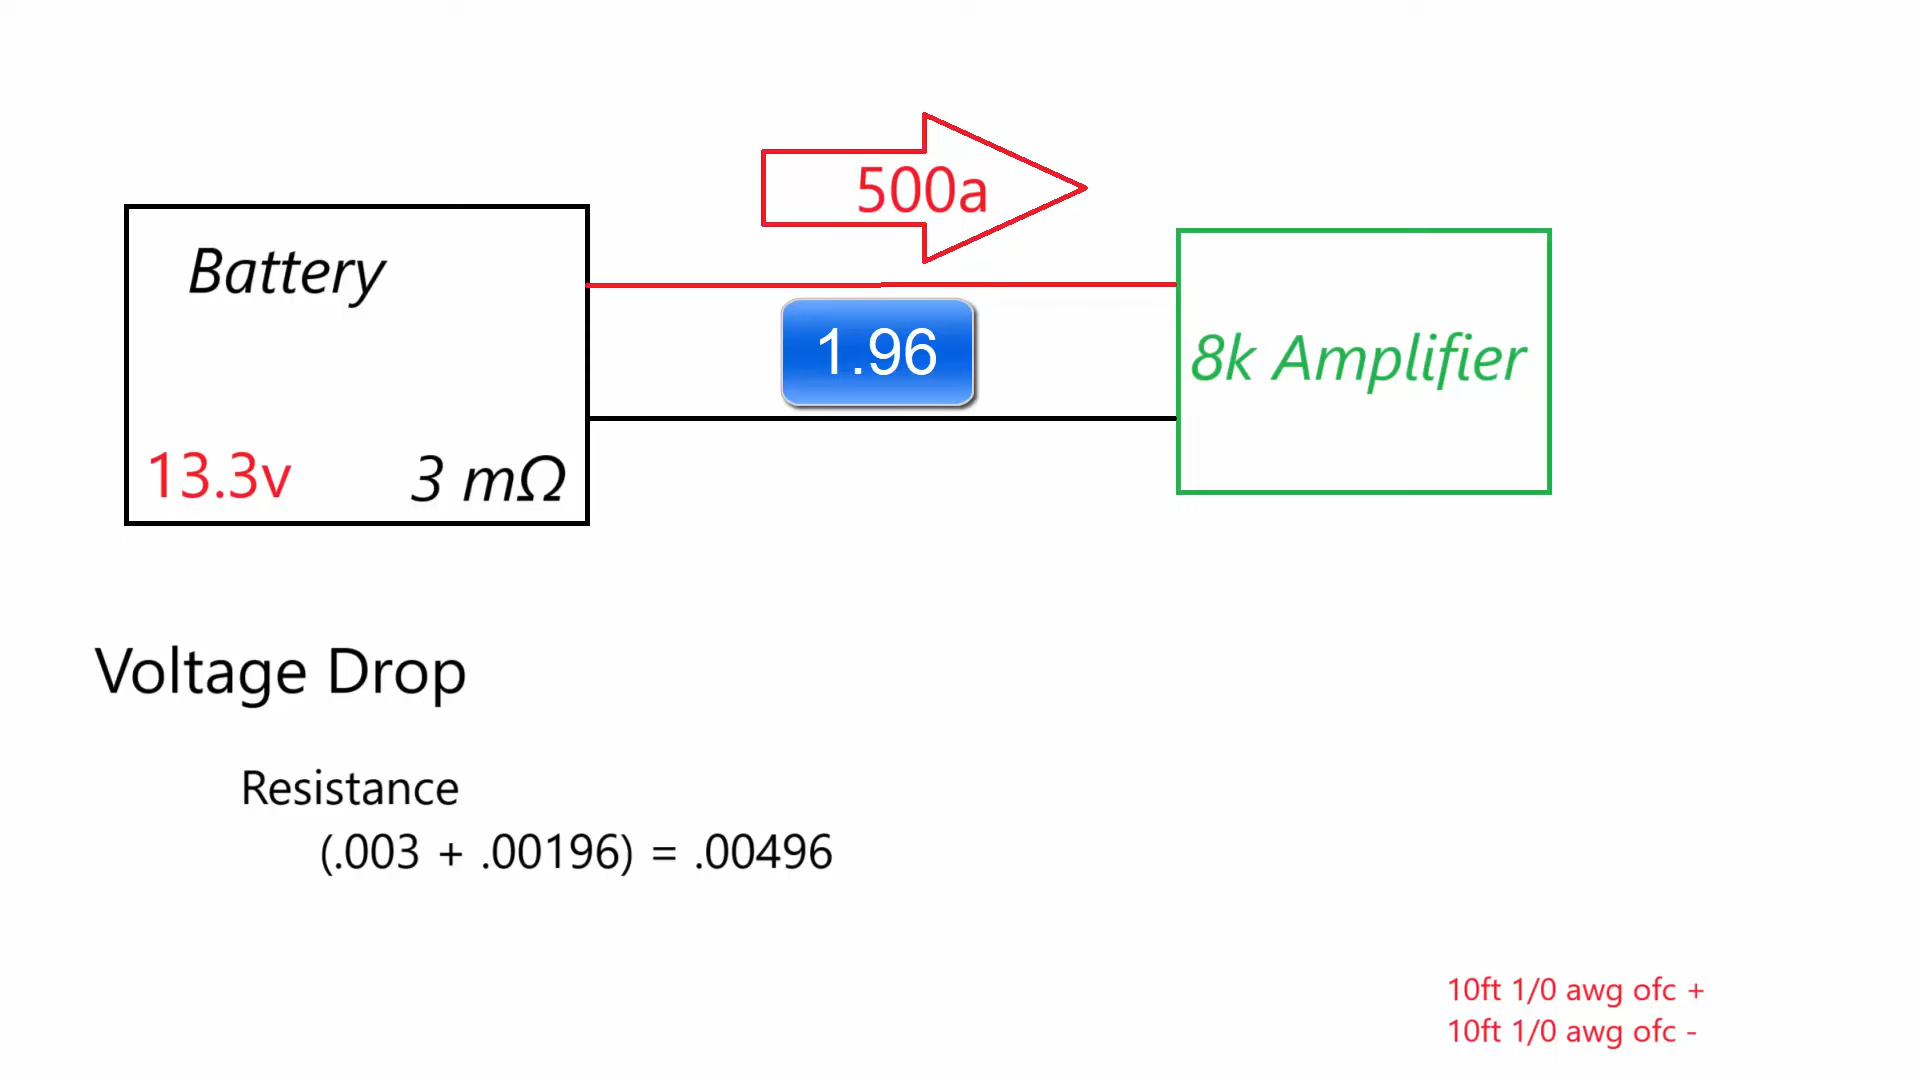 500a
Battery
1.96
8k Amplifier
13.3v 3 mΩ
Voltage Drop
Resistance
(.003 + .00196) = .00496
10ft 1/0 awg ofc +
10ft 1/0 awg ofc -